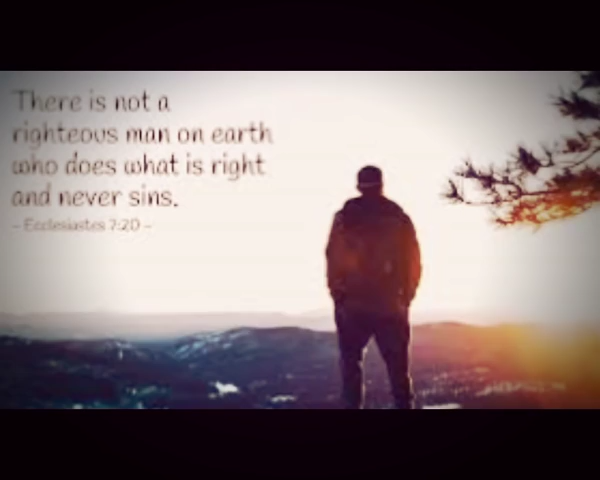 There is not a
righteous man on earth
who does what is right
and never sins.
- Ecclesiastes 7:20 -